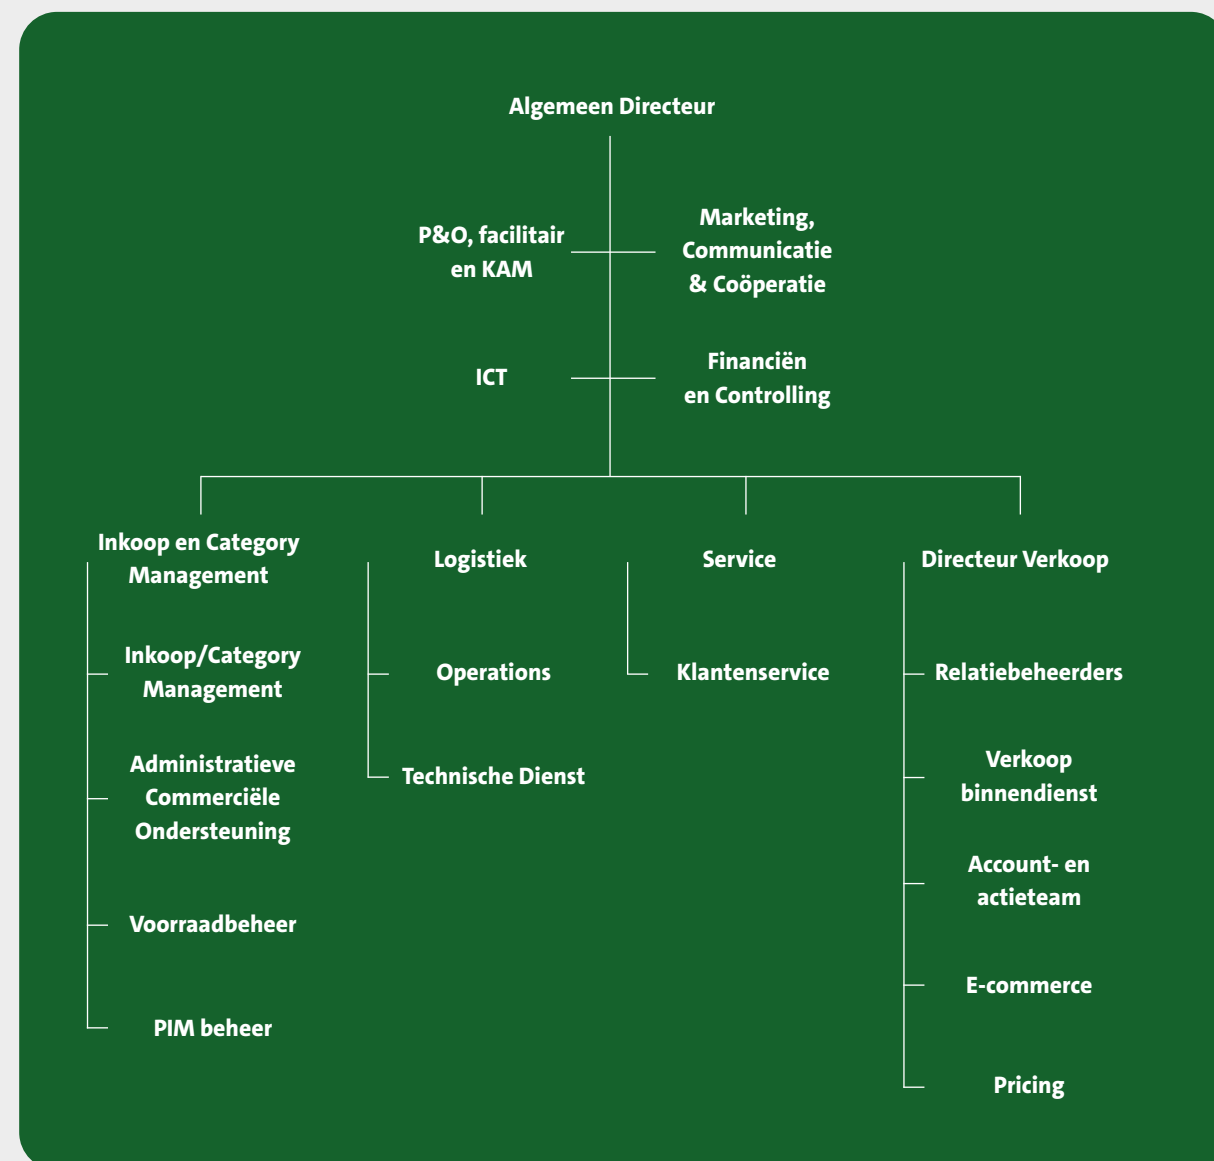 Algemeen Directeur
P&O, facilitair
en KAM
Marketing,
Communicatie
& Coöperatie
ICT
Financiën
en Controlling
Inkoop en Category
Management
Inkoop/Category
Management
Administratieve
Commerciële
Ondersteuning
Voorraadbeheer
PIM beheer
Logistiek
Operations
Technische Dienst
Service
Klantenservice
Directeur Verkoop
Relatiebeheerders
Verkoop
binnendienst
Account- en
actieteam
E-commerce
Pricing